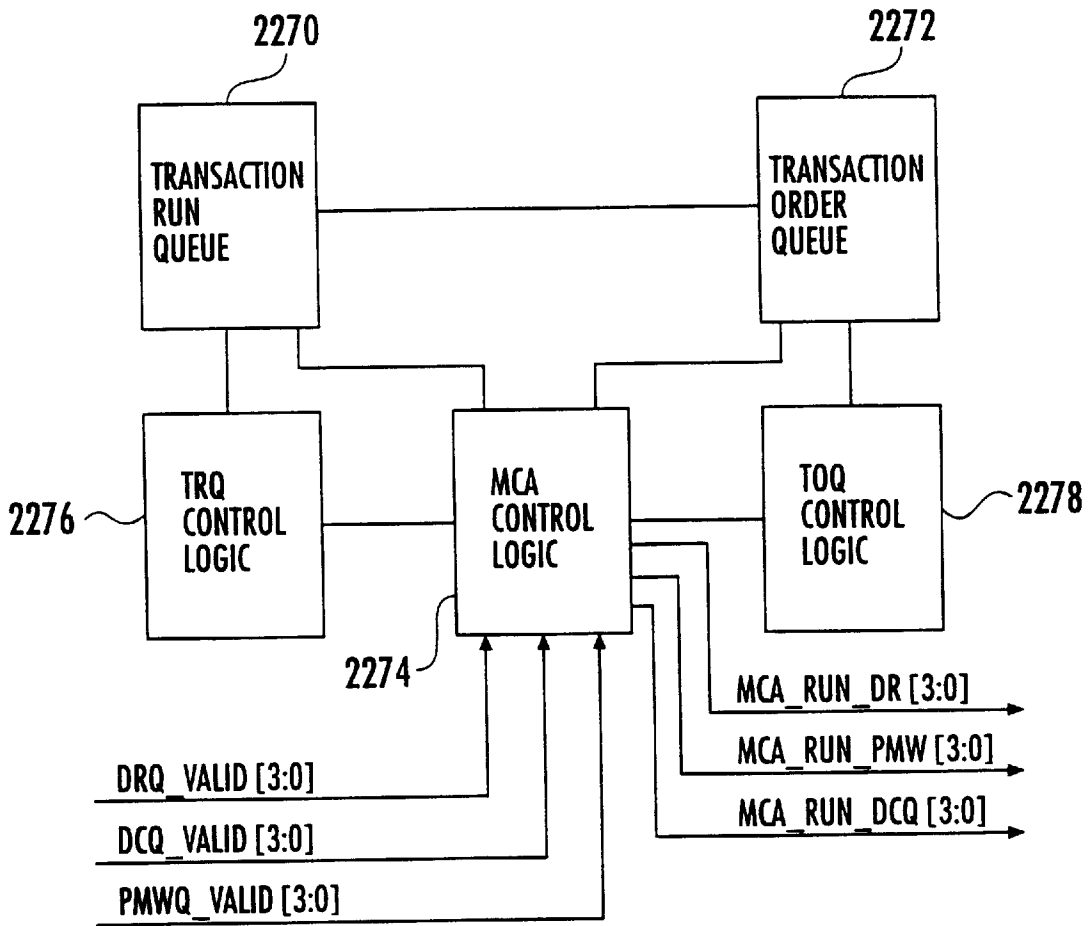 2270
2272
TRANSACTION
RUN
QUEUE
TRANSACTION
ORDER
QUEUE
2276
TRQ
CONTROL
LOGIC
MCA
CONTROL
LOGIC
TOQ
CONTROL
LOGIC
2278
2274
MCA_RUN_DR [3:0]
MCA_RUN_PMW [3:0]
MCA_RUN_DCQ [3:0]
DRQ_VALID [3:0]
DCQ_VALID [3:0]
PMWQ_VALID [3:0]